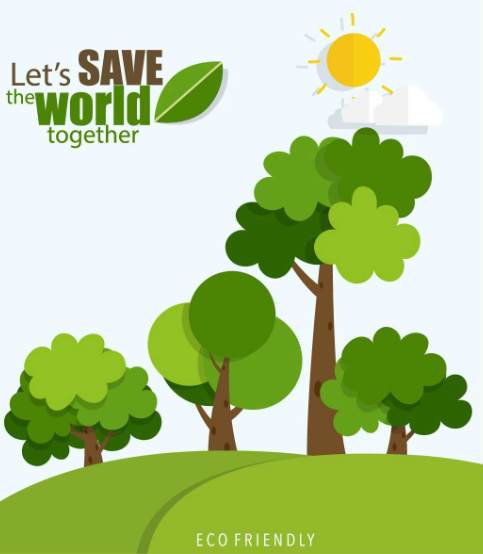 Let's SAVE
the world
together
ECO FRIENDLY